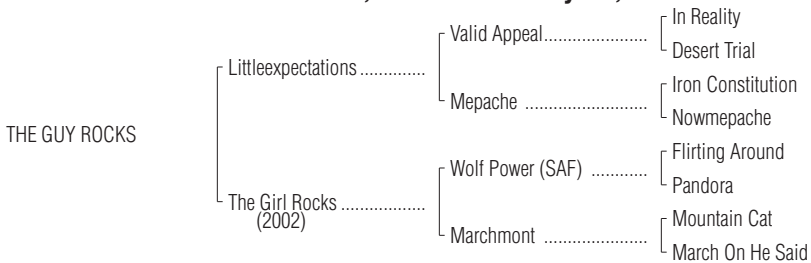 In Reality
Valid Appeal......................
Desert Trial
Littleexpectations..............
Iron Constitution
Mepache ..........................
Nowmepache
THE GUY ROCKS
Flirting Around
Wolf Power (SAF) ............
Pandora
The Girl Rocks ..................
(2002)
Mountain Cat
Marchmont ......................
March On He Said